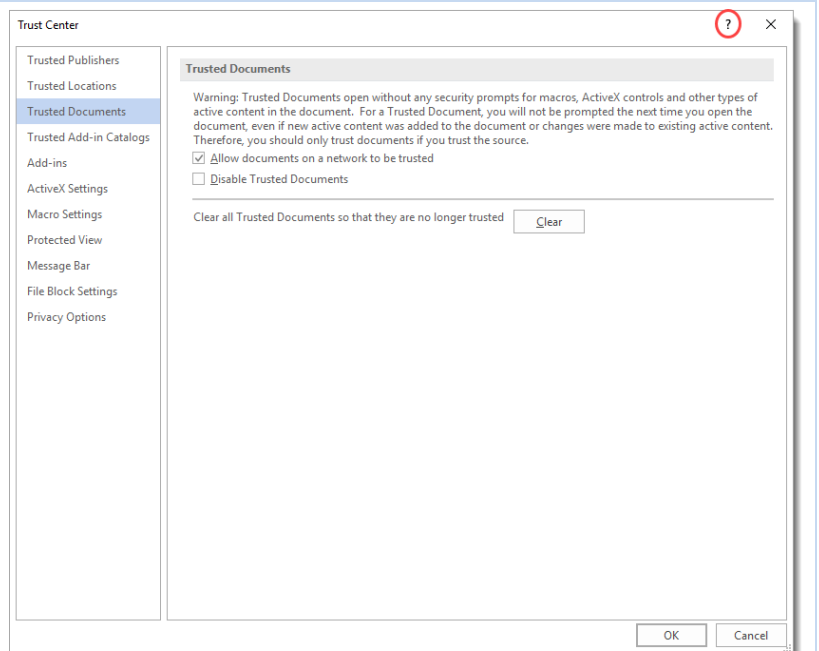 Trust Center
?
Trusted Publishers
Trusted Locations
Trusted Documents
Trusted Add-in Catalogs
Add-ins
ActiveX Settings
Macro Settings
Protected View
Message Bar
File Block Settings
Privacy Options
Trusted Documents
Warning: Trusted Documents open without any security prompts for macros, ActiveX controls and other types of
active content in the document.  For a Trusted Document, you will not be prompted the next time you open the
document, even if new active content was added to the document or changes were made to existing active content.
Therefore, you should only trust documents if you trust the source.
Allow documents on a network to be trusted
Disable Trusted Documents
Clear all Trusted Documents so that they are no longer trusted
Clear
OK
Cancel